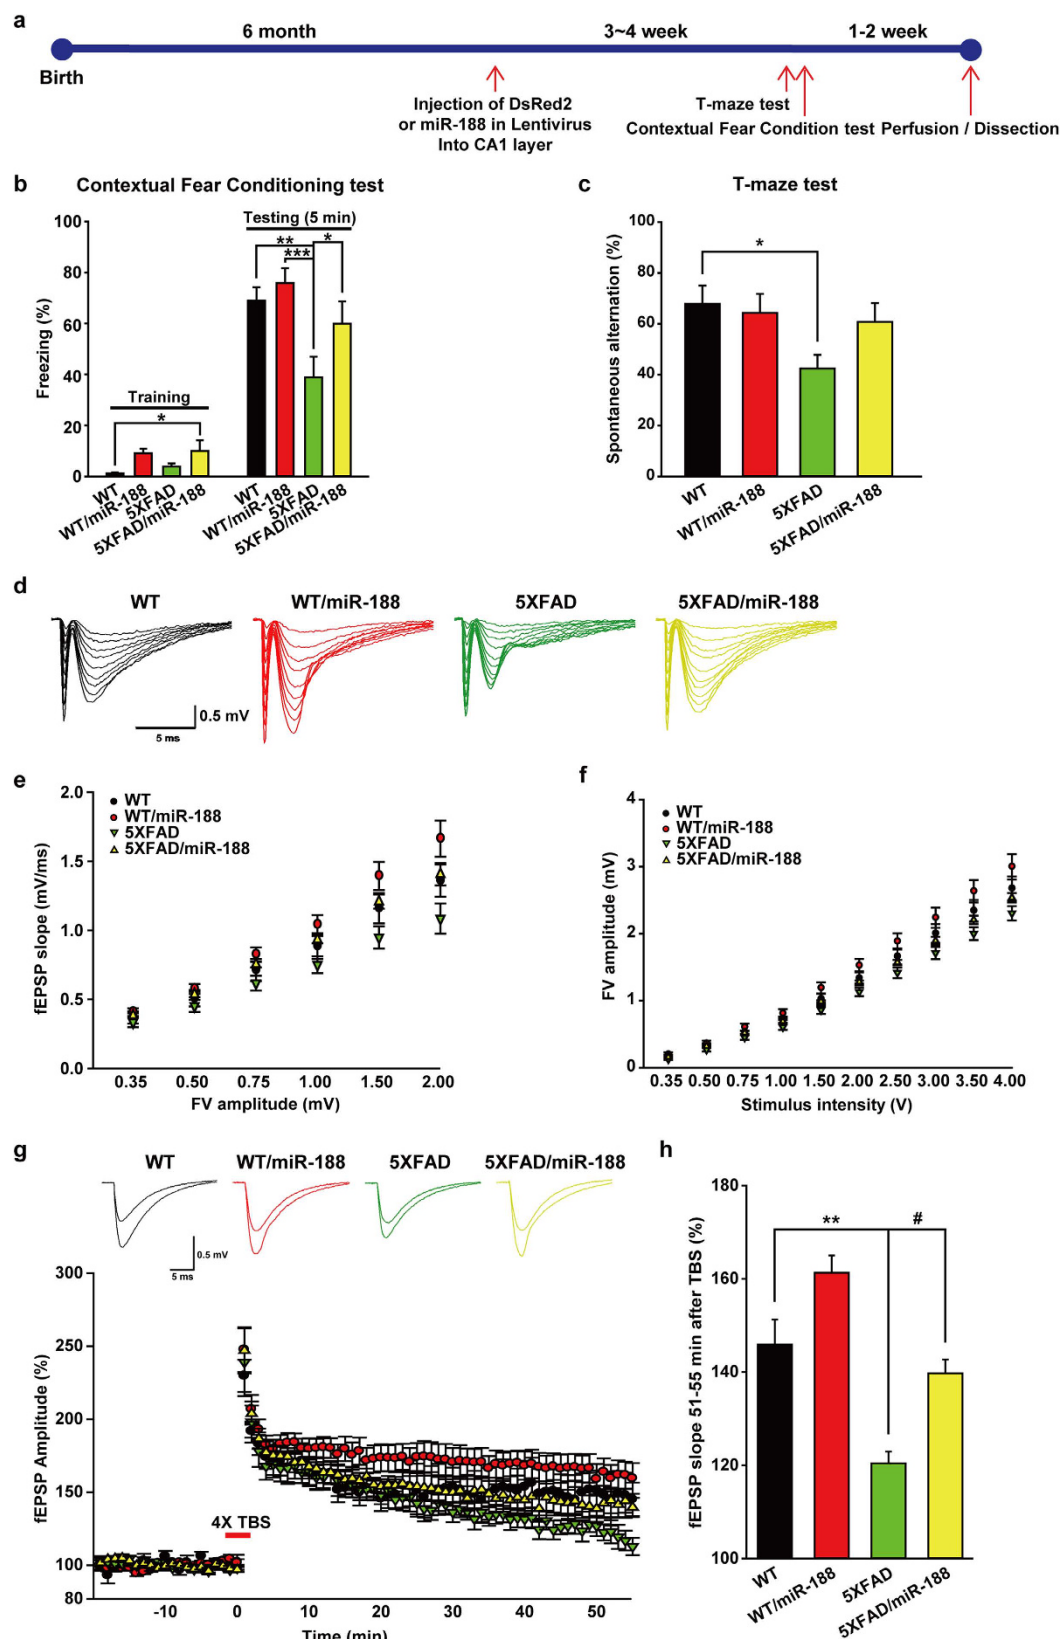 a
6 month
3~4 week
1-2 week
Birth
Injection of DsRed2
or miR-188 in Lentivirus
Into CA1 layer
T-maze test
Contextual Fear Condition test
Perfusion / Dissection
b
Contextual Fear Conditioning test
Testing (5 min)
**
***
*
Training
*
Freezing (%)
100
80
60
40
20
0
WT
WT/miR-188
5XFAD
5XFAD/miR-188
WT
WT/miR-188
5XFAD
5XFAD/miR-188
c
T-maze test
*
Spontaneous alternation (%)
100
80
60
40
20
0
WT
WT/miR-188
5XFAD
5XFAD/miR-188
d
WT
WT/miR-188
5XFAD
5XFAD/miR-188
0.5 mV
5 ms
e
WT
WT/miR-188
5XFAD
5XFAD/miR-188
fEPSP slope (mV/ms)
2.0
1.5
1.0
0.5
0.0
0.35 0.50 0.75 1.00 1.50 2.00
FV amplitude (mV)
f
WT
WT/miR-188
5XFAD
5XFAD/miR-188
FV amplitude (mV)
4
3
2
1
0
0.35 0.50 0.75 1.00 1.50 2.00 2.50 3.00 3.50 4.00
Stimulus intensity (V)
g
WT
WT/miR-188
5XFAD
5XFAD/miR-188
0.5 mV
5 ms
fEPSP Amplitude (%)
300
250
200
150
100
80
4X TBS
-10 0 10 20 30 40 50
Time (min)
h
**
#
fEPSP slope 51-55 min after TBS (%)
180
160
140
120
100
WT
WT/miR-188
5XFAD
5XFAD/miR-188